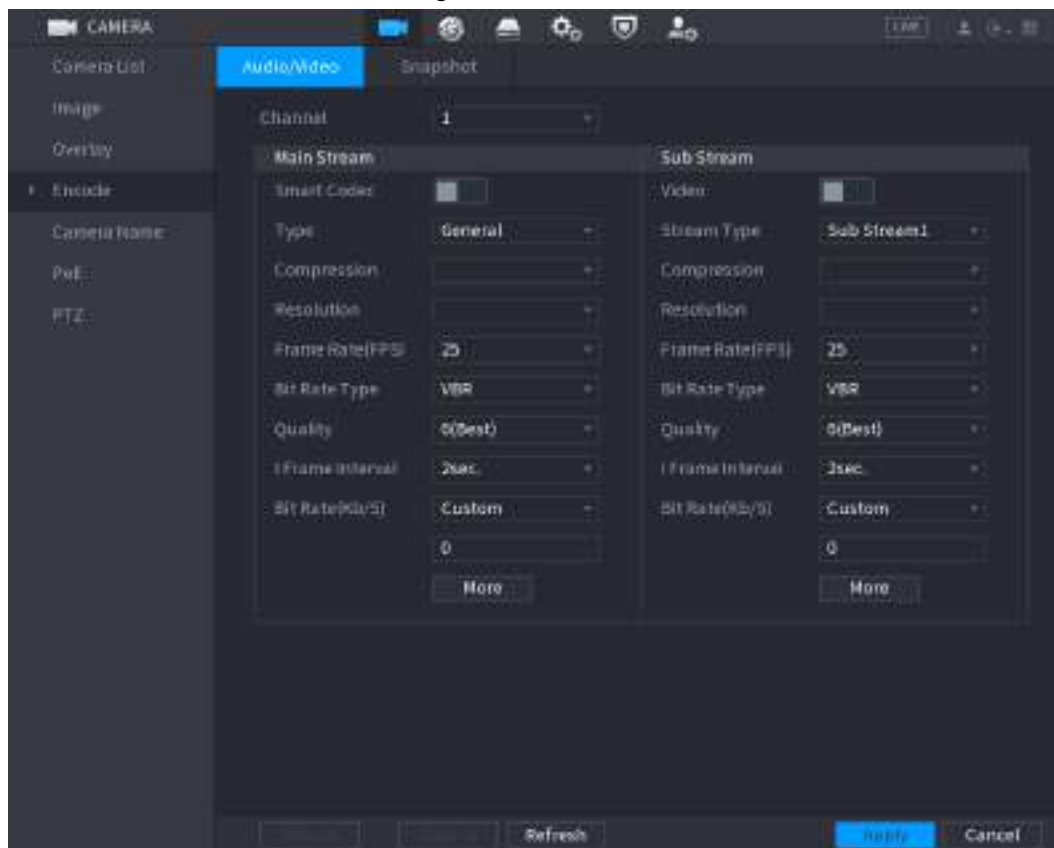 CAMERA LIVE
Camera List Audio/Video Snapshot
Image Channel 1
Overlay Main Stream Sub Stream
Encode Smart Codec Video
Camera Name Type General Stream Type Sub Stream1
PoE Compression Compression
PTZ Resolution Resolution
Frame Rate(FPS) 25 Frame Rate(FPS) 25
Bit Rate Type VBR Bit Rate Type VBR
Quality 6(Best) Quality 6(Best)
I Frame Interval 2sec. I Frame Interval 2sec.
Bit Rate(Kb/S) Custom Bit Rate(Kb/S) Custom
0 0
More More
Refresh Apply Cancel